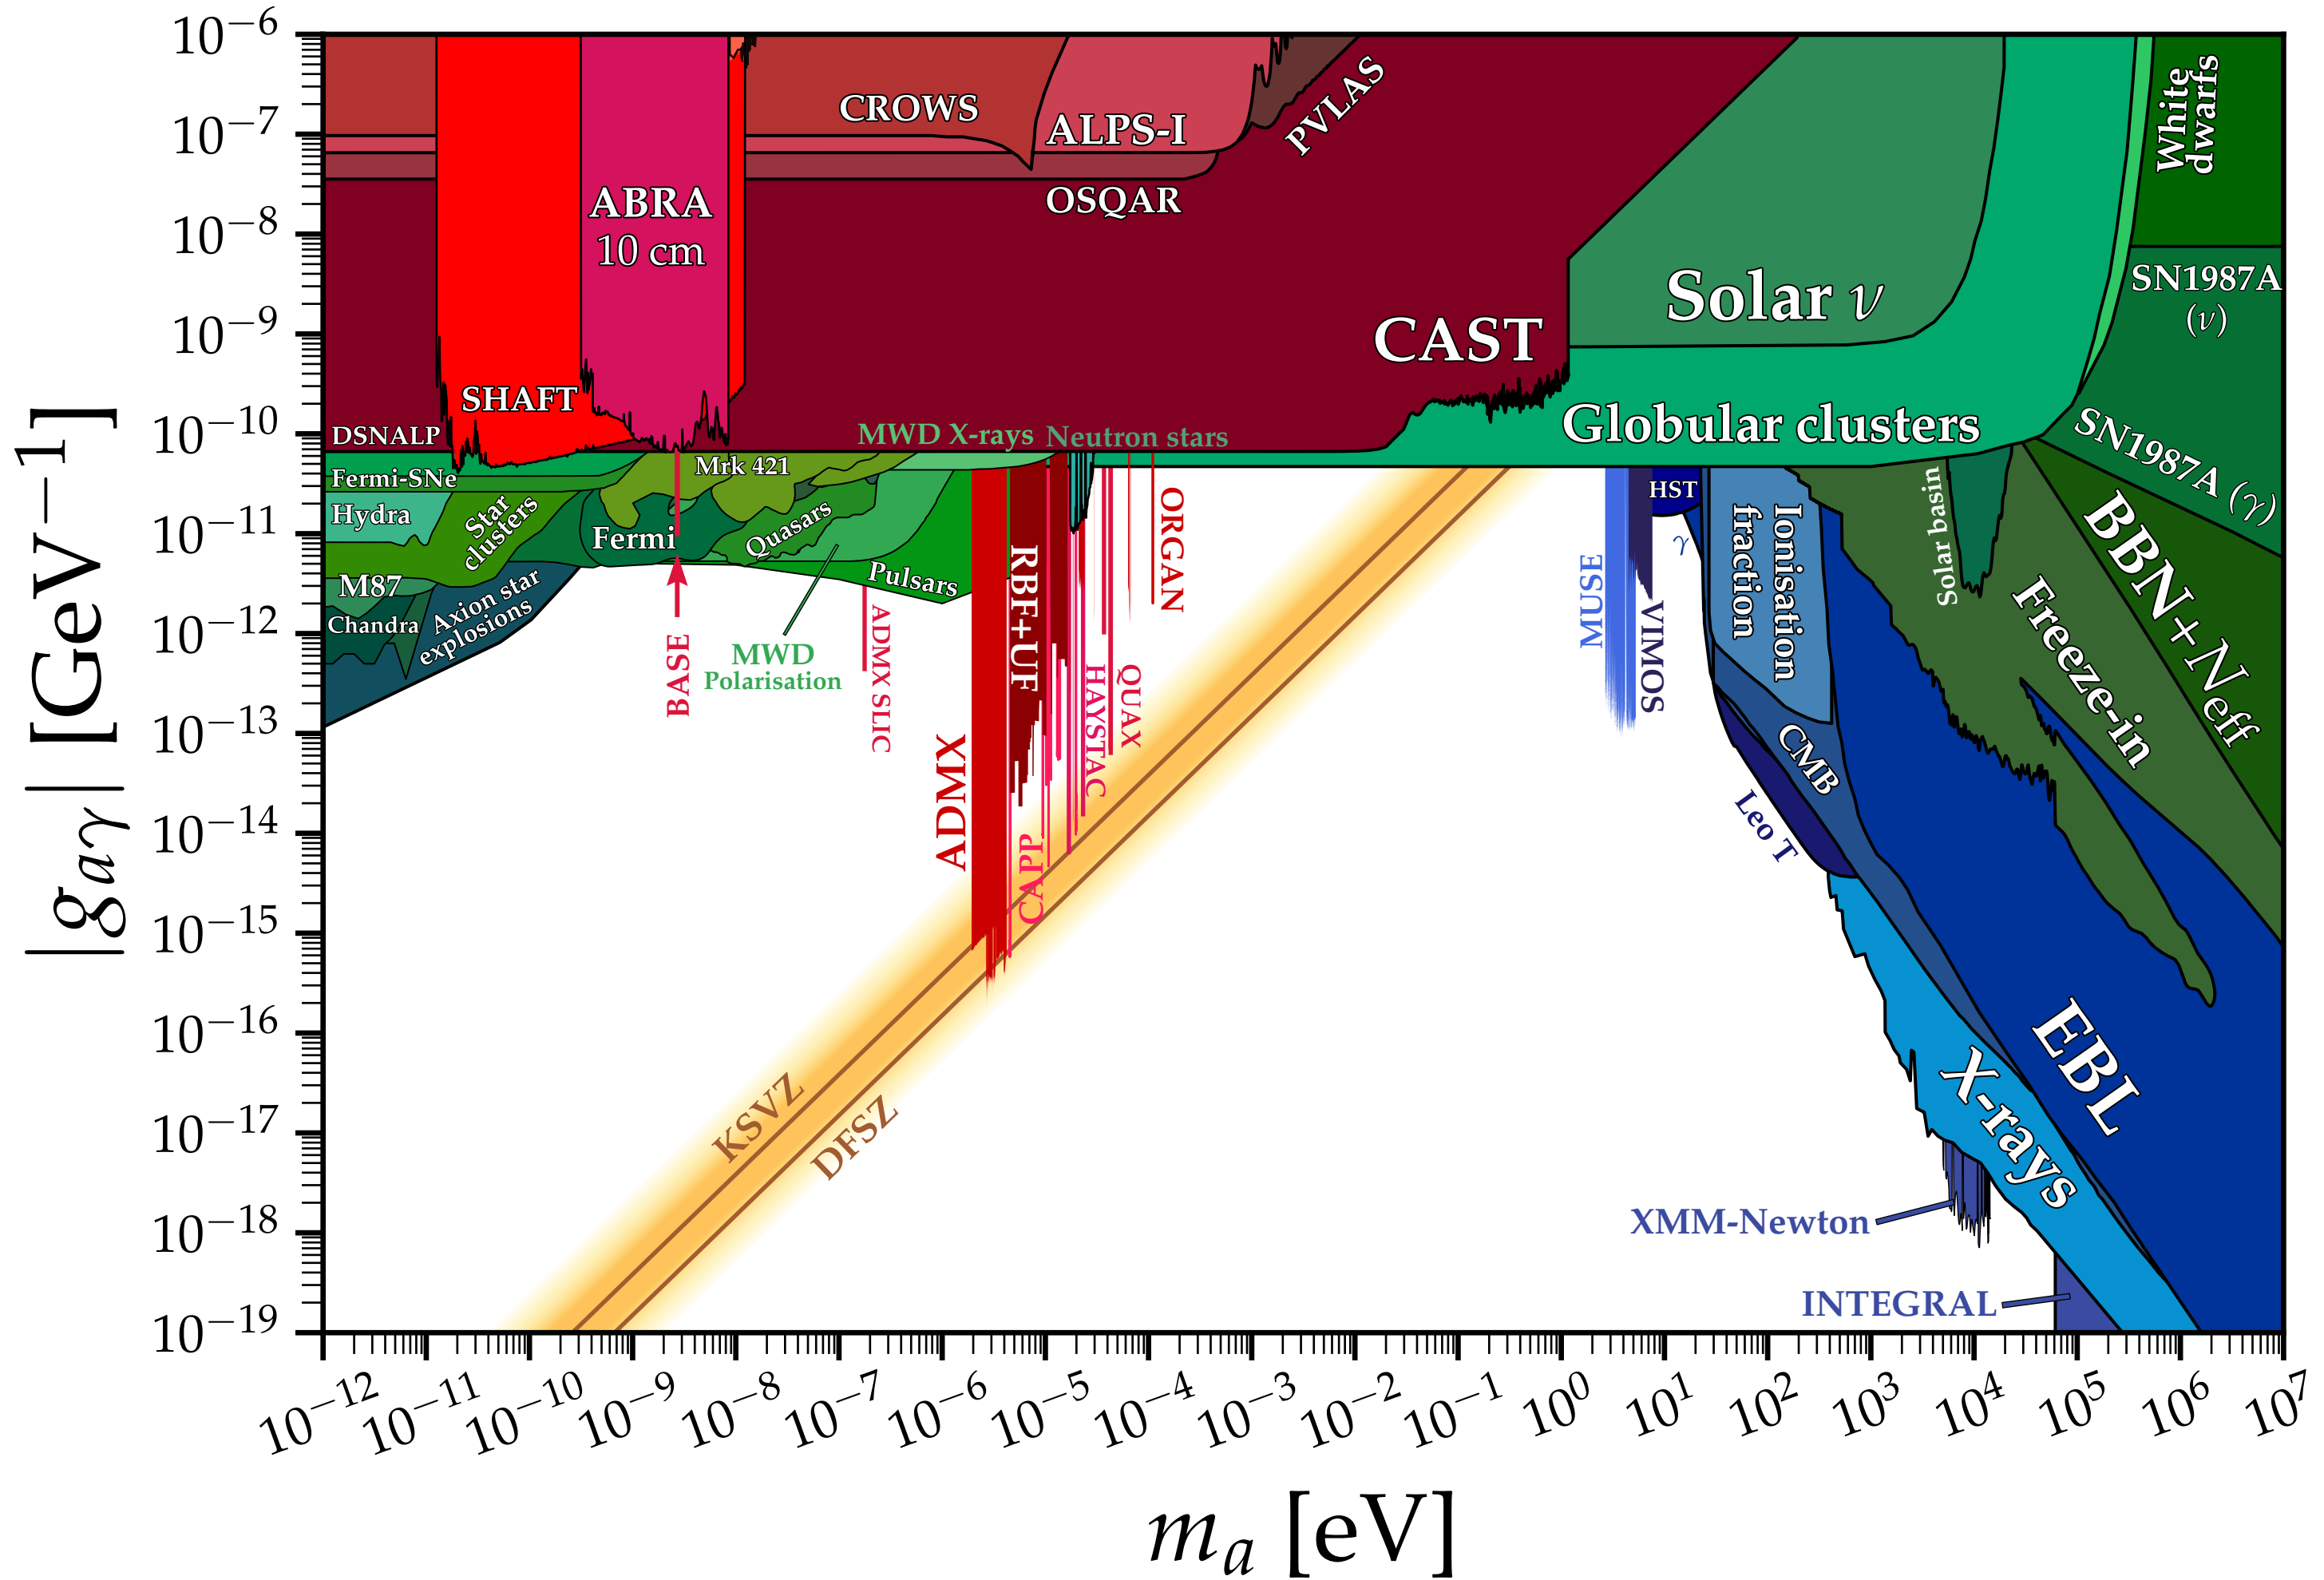 10⁻⁶
10⁻⁷
10⁻⁸
10⁻⁹
10⁻¹⁰
10⁻¹¹
10⁻¹²
10⁻¹³
10⁻¹⁴
10⁻¹⁵
10⁻¹⁶
10⁻¹⁷
10⁻¹⁸
10⁻¹⁹
|g_aγ| [GeV⁻¹]
CROWS
ALPS-I
PVLAS
OSQAR
ABRA
10 cm
SHAFT
CAST
Solar ν
Globular clusters
White
dwarfs
SN1987A
(ν)
SN1987A (γ)
DSNALP
Fermi-SNe
Hydra
Star
clusters
M87
Chandra
Axion star
explosions
Mrk 421
Fermi
Quasars
MWD X-rays
Neutron stars
Pulsars
MWD
Polarisation
BASE
ADMX SLIC
ADMX
RBF+UF
CAPP
HAYSTAC
QUAX
ORGAN
KSVZ
DFSZ
MUSE
VIMOS
HST
γ
Ionisation
fraction
CMB
Leo T
Solar basin
Freeze-in
BBN+N_eff
EBL
X-rays
XMM-Newton
INTEGRAL
10⁻¹²
10⁻¹¹
10⁻¹⁰
10⁻⁹
10⁻⁸
10⁻⁷
10⁻⁶
10⁻⁵
10⁻⁴
10⁻³
10⁻²
10⁻¹
10⁰
10¹
10²
10³
10⁴
10⁵
10⁶
10⁷
m_a [eV]